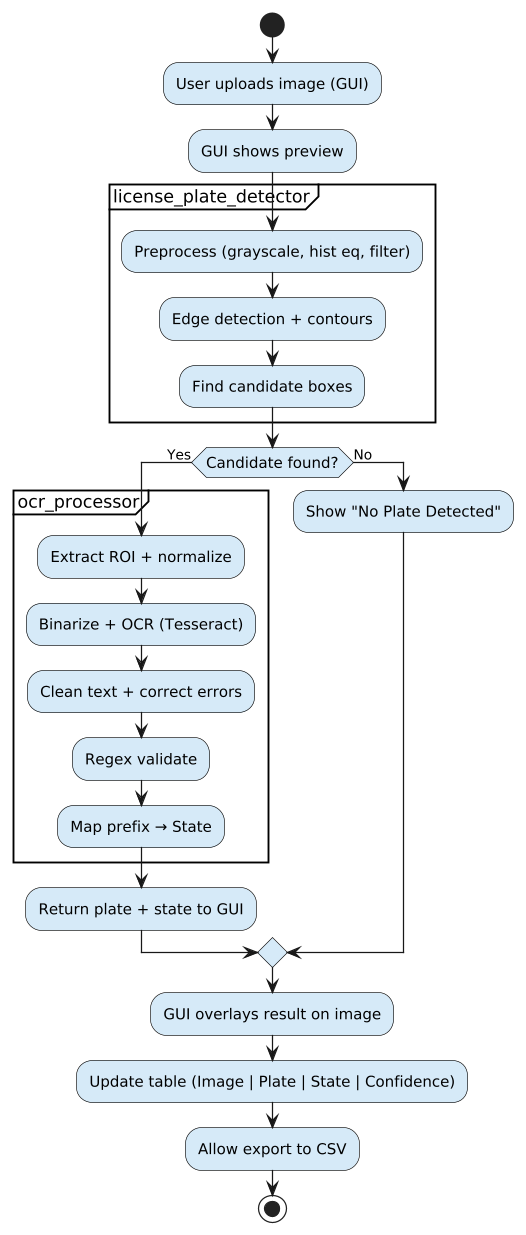 User uploads image (GUI)
GUI shows preview
license_plate_detector
Preprocess (grayscale, hist eq, filter)
Edge detection + contours
Find candidate boxes
Candidate found?
Yes
No
ocr_processor
Show "No Plate Detected"
Extract ROI + normalize
Binarize + OCR (Tesseract)
Clean text + correct errors
Regex validate
Map prefix → State
Return plate + state to GUI
GUI overlays result on image
Update table (Image | Plate | State | Confidence)
Allow export to CSV